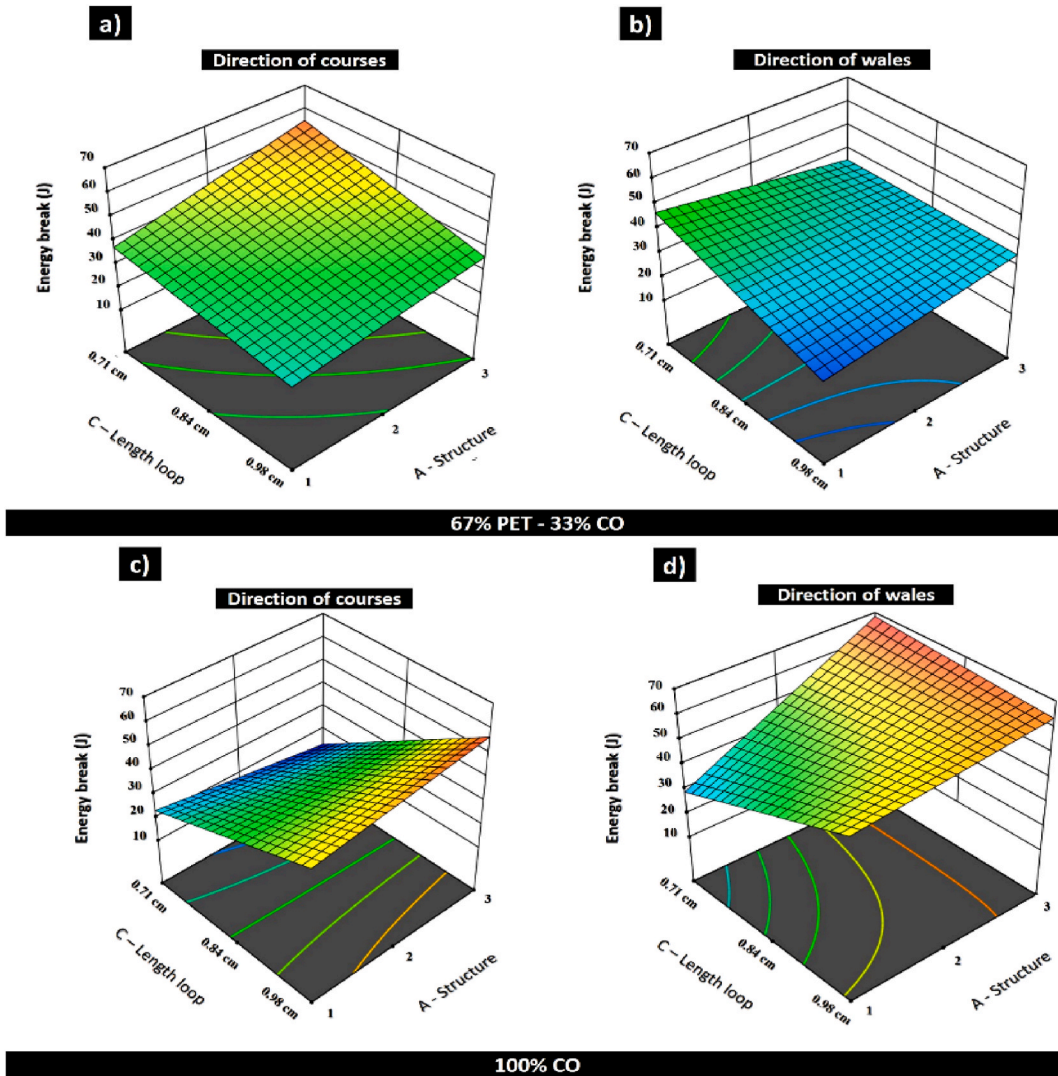 a)
Direction of courses
70
60
50
40
30
20
10
Energy break (J)
0.71 cm
0.84 cm
0.98 cm
C – Length loop
1
2
3
A - Structure
b)
Direction of wales
70
60
50
40
30
20
10
Energy break (J)
0.71 cm
0.84 cm
0.98 cm
C – Length loop
1
2
3
A - Structure
67% PET - 33% CO
c)
Direction of courses
70
60
50
40
30
20
10
Energy break (J)
0.71 cm
0.84 cm
0.98 cm
C – Length loop
1
2
3
A - Structure
d)
Direction of wales
70
60
50
40
30
20
10
Energy break (J)
0.71 cm
0.84 cm
0.98 cm
C – Length loop
1
2
3
A - Structure
100% CO